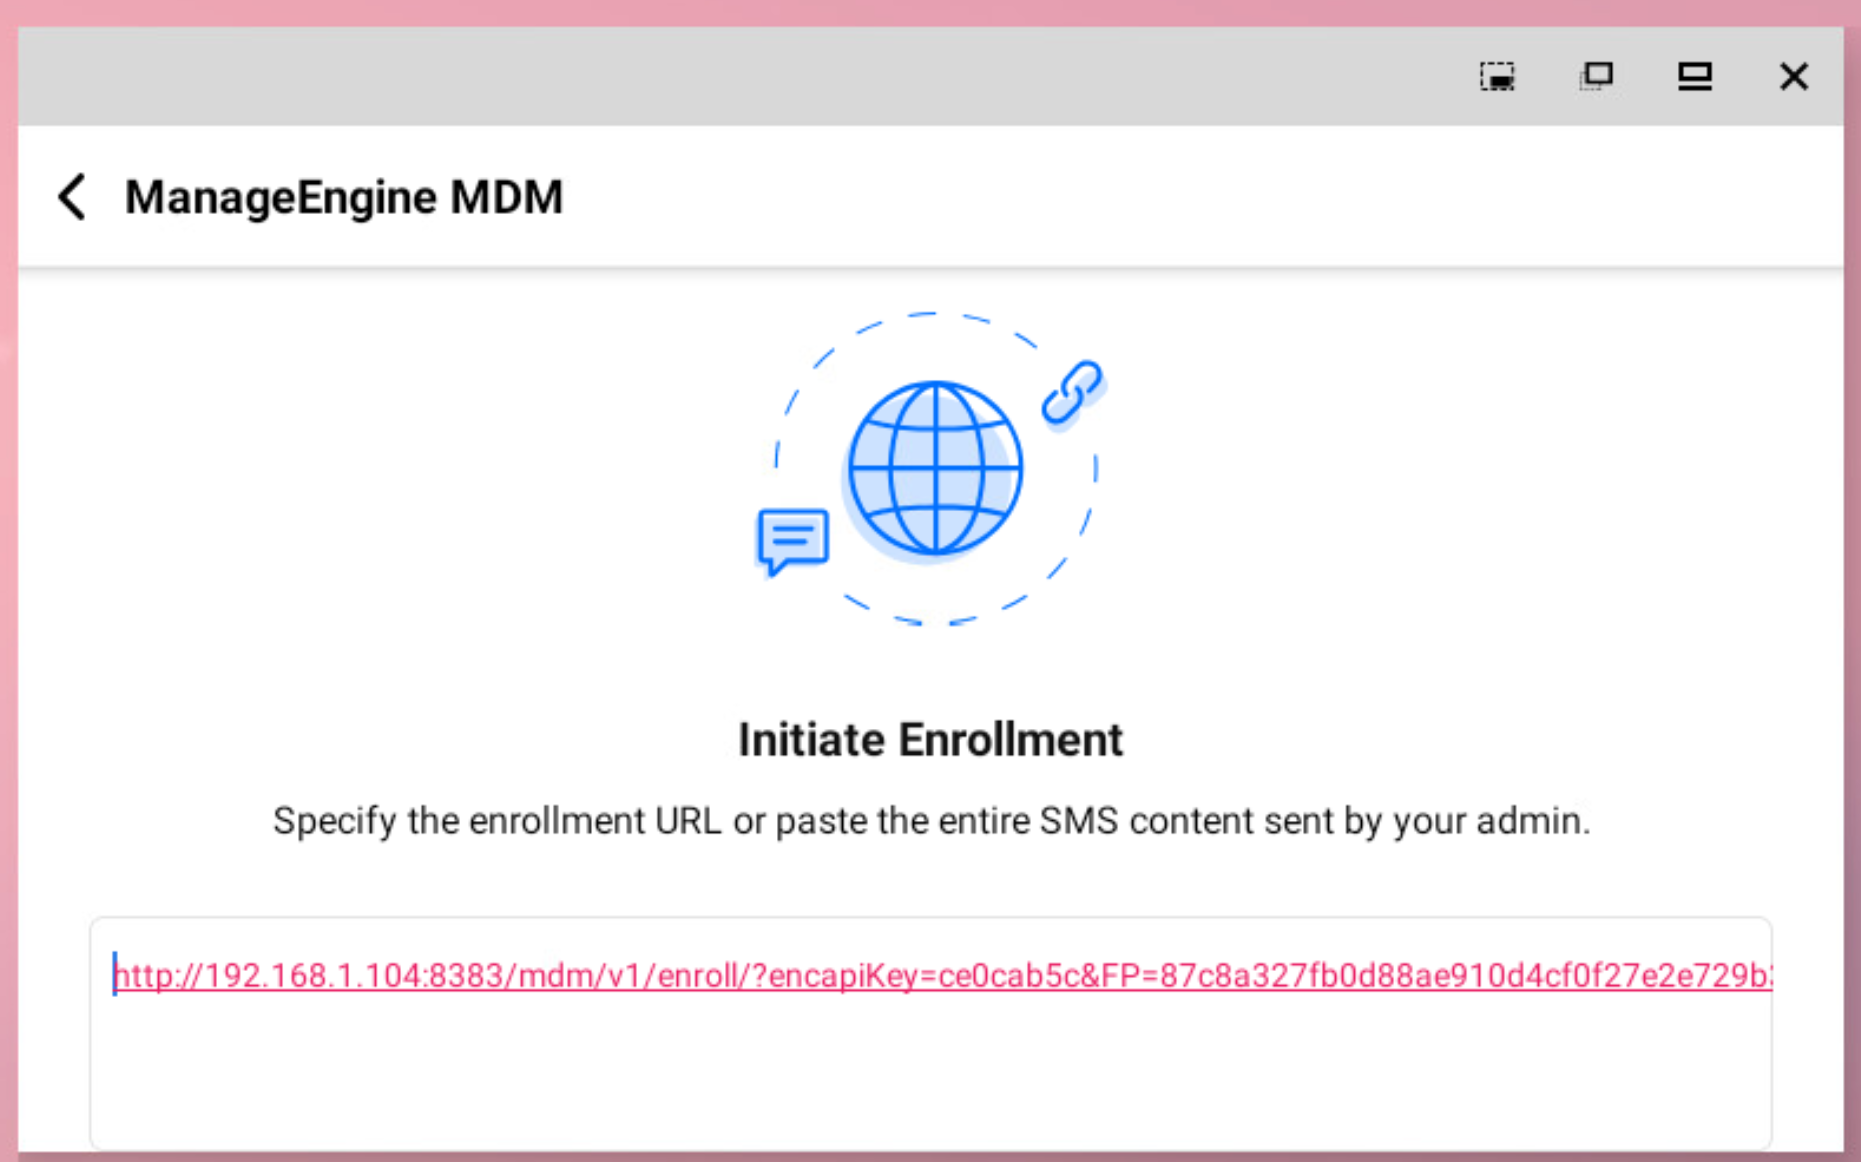 ManageEngine MDM
Initiate Enrollment
Specify the enrollment URL or paste the entire SMS content sent by your admin.
http://192.168.1.104:8383/mdm/v1/enroll/?encapiKey=ce0cab5c&FP=87c8a327fb0d88ae910d4cf0f27e2e729b